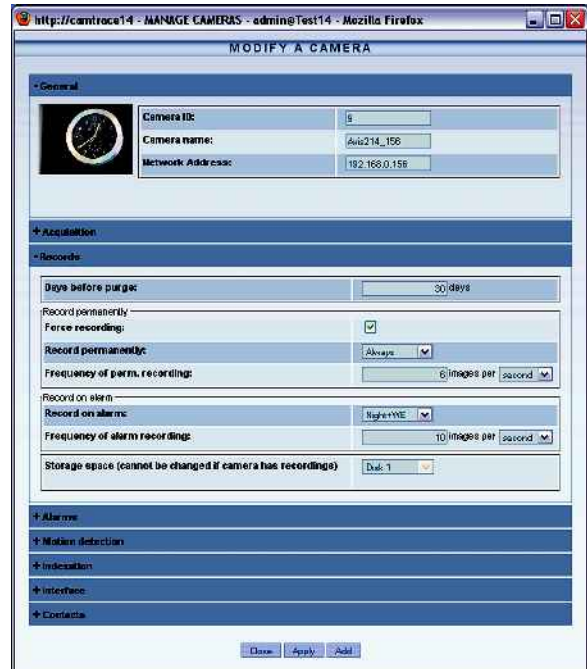 http://camtrace14 - MANAGE CAMERAS - admin@Test14 - Mozilla Firefox
MODIFY A CAMERA
-General
Camera ID: 6
Camera name: Axis214_156
Network Address: 192.168.0.156
+Acquisition
-Records
Days before purge: 30 days
Record permanently
Force recording:
Record permanently: Always
Frequency of perm. recording: 6 images per second
Record on alarm
Record on alarm: Night+WE
Frequency of alarm recording: 10 images per second
Storage space (cannot be changed if camera has recordings) Disk 1
+Alarms
+Motion detection
+Indexation
+Interface
+Contacts
Close Apply Add